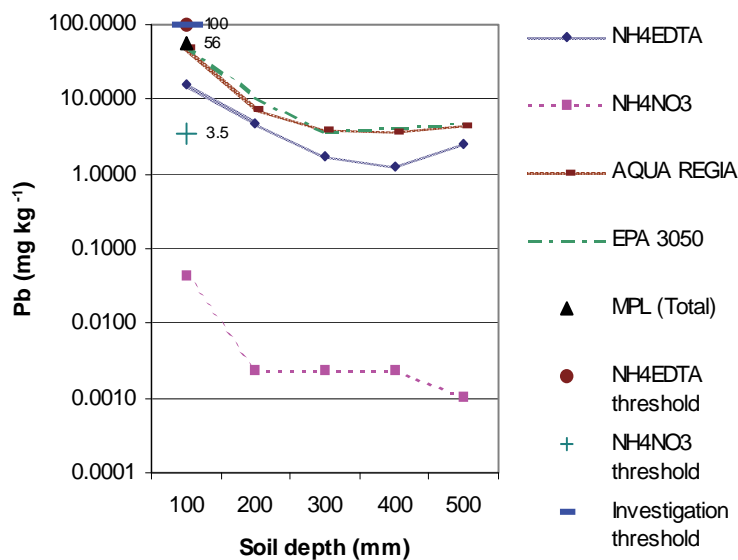 100.0000
10.0000
1.0000
0.1000
0.0100
0.0010
0.0001
Pb (mg kg -1)
100
56
3.5
100 200 300 400 500
Soil depth (mm)
NH4EDTA
NH4NO3
AQUA REGIA
EPA 3050
MPL (Total)
NH4EDTA
threshold
NH4NO3
threshold
Investigation
threshold